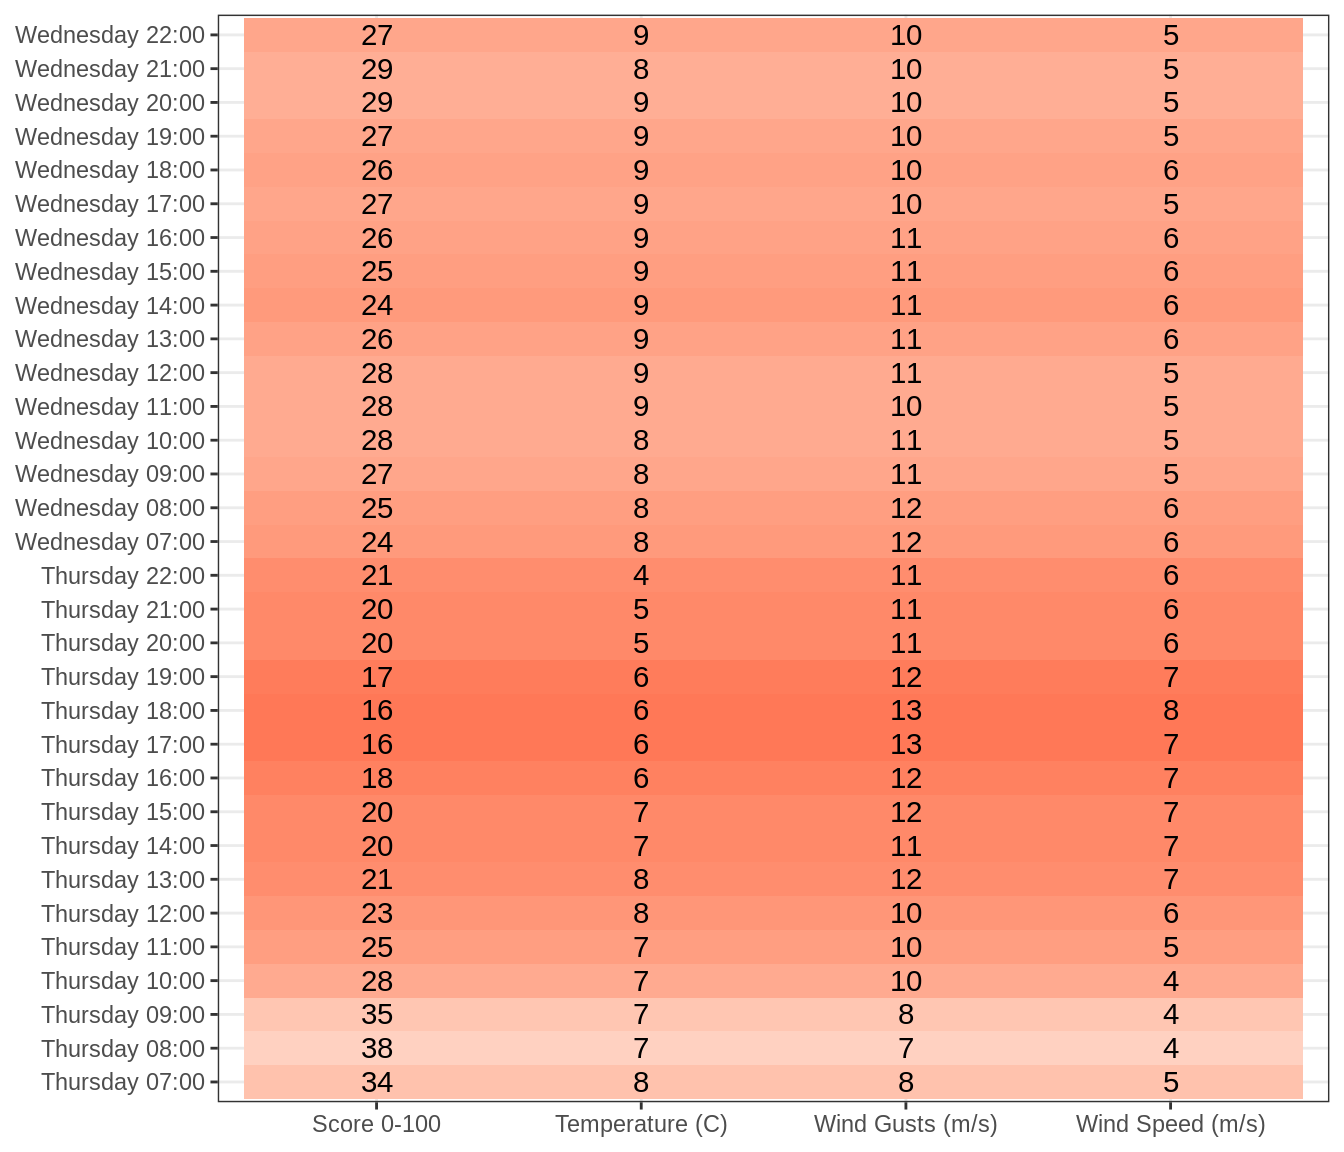 Wednesday 22:00 27 9 10 5
Wednesday 21:00 29 8 10 5
Wednesday 20:00 29 9 10 5
Wednesday 19:00 27 9 10 5
Wednesday 18:00 26 9 10 6
Wednesday 17:00 27 9 10 5
Wednesday 16:00 26 9 11 6
Wednesday 15:00 25 9 11 6
Wednesday 14:00 24 9 11 6
Wednesday 13:00 26 9 11 6
Wednesday 12:00 28 9 11 5
Wednesday 11:00 28 9 10 5
Wednesday 10:00 28 8 11 5
Wednesday 09:00 27 8 11 5
Wednesday 08:00 25 8 12 6
Wednesday 07:00 24 8 12 6
Thursday 22:00 21 4 11 6
Thursday 21:00 20 5 11 6
Thursday 20:00 20 5 11 6
Thursday 19:00 17 6 12 7
Thursday 18:00 16 6 13 8
Thursday 17:00 16 6 13 7
Thursday 16:00 18 6 12 7
Thursday 15:00 20 7 12 7
Thursday 14:00 20 7 11 7
Thursday 13:00 21 8 12 7
Thursday 12:00 23 8 10 6
Thursday 11:00 25 7 10 5
Thursday 10:00 28 7 10 4
Thursday 09:00 35 7 8 4
Thursday 08:00 38 7 7 4
Thursday 07:00 34 8 8 5
Score 0-100 Temperature (C) Wind Gusts (m/s) Wind Speed (m/s)